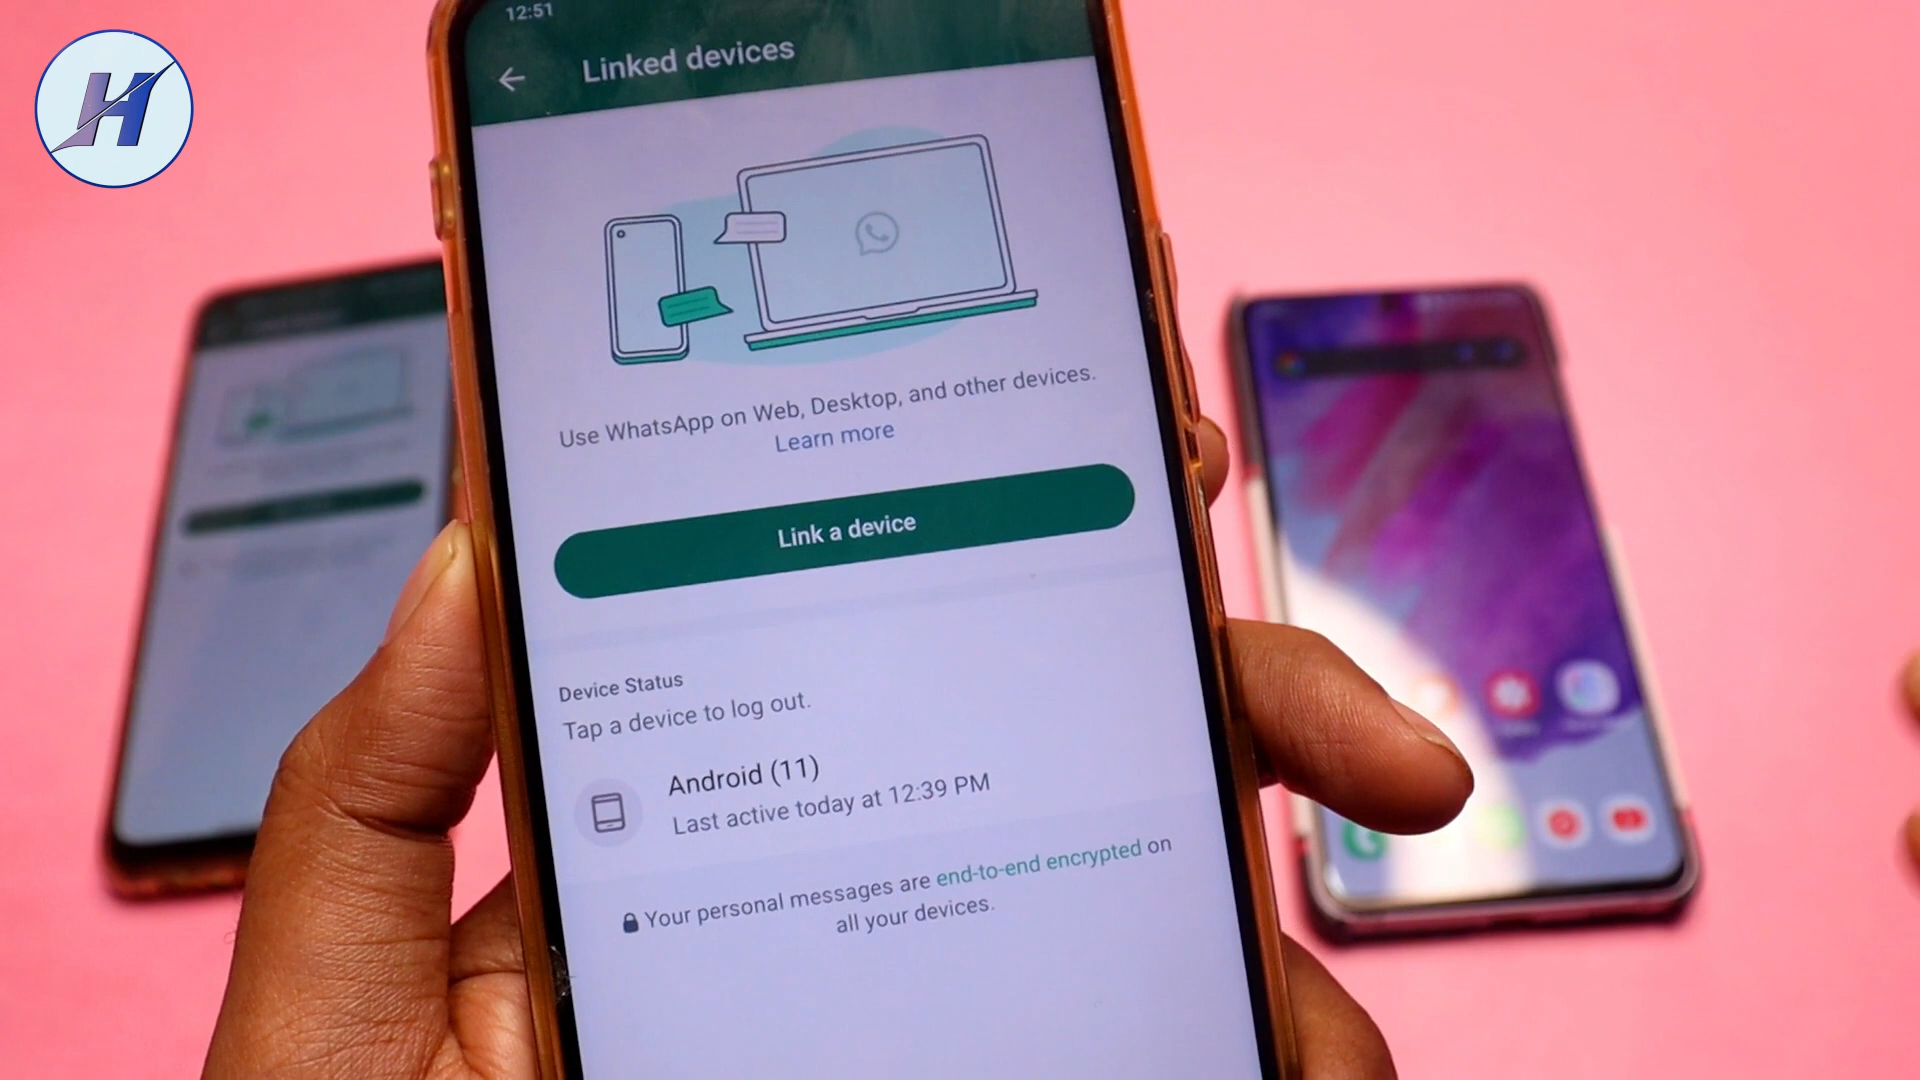 H
12:51
Linked devices
Use WhatsApp on Web, Desktop, and other devices.
Learn more
Link a device
Device Status
Tap a device to log out.
Android (11)
Last active today at 12:39 PM
Your personal messages are end-to-end encrypted on
all your devices.